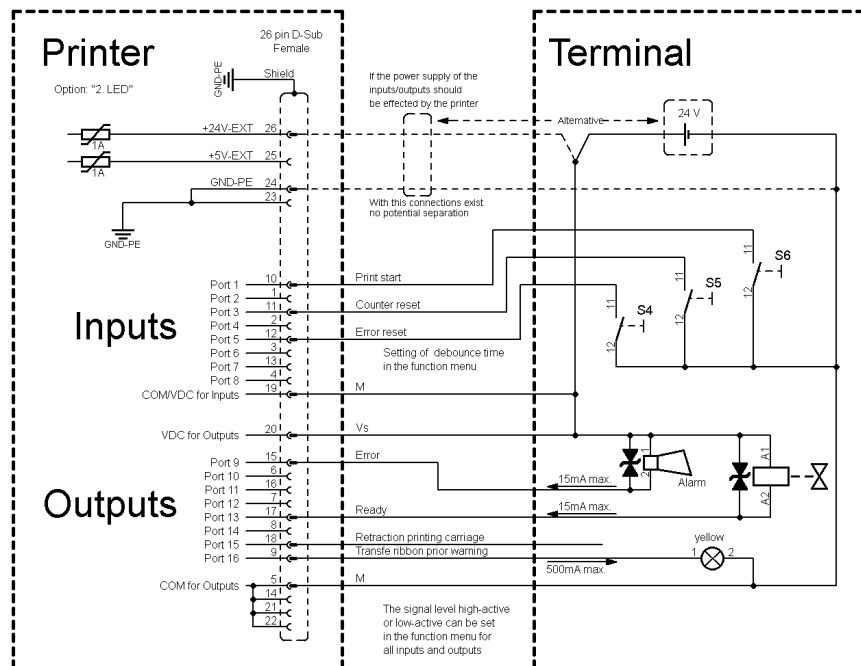 Printer
26 pin D-Sub
Female
Terminal
Option: "2. LED"
GND-PE
Shield
If the power supply of the
inputs/outputs should
be effected by the printer
Alternative
24 V
1A
+24V-EXT 26
1A
+5V-EXT 25
GND-PE 24
23
GND-PE
With this connections exist
no potential separation
Inputs
Port 1 10 Print start
Port 2 1
Port 3 11 Counter reset
Port 4 2
Port 5 12 Error reset
Port 6 3
Port 7 13
Port 8 4
COM/VDC for Inputs 19 M
Setting of debounce time
in the function menu
11 12 S4
11 12 S5
11 12 S6
VDC for Outputs 20 Vs
Outputs
Port 9 15 Error
Port 10 6
Port 11 16
Port 12 7
Port 13 17 Ready
Port 14 8
Port 15 18 Retraction printing carriage
Port 16 9 Transfe ribbon prior warning
COM for Outputs 5 M
14
21
22
15mA max.
2 1
Alarm
A1
A2
15mA max.
500mA max.
yellow
1 2
The signal level high-active
or low-active can be set
in the function menu for
all inputs and outputs